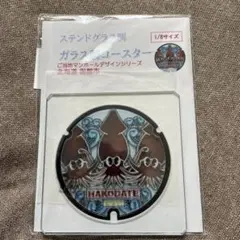 ステンドグラス風
ガラス製コースター
1/8サイズ
ご当地マンホールデザインシリーズ
北海道 函館市
HAKODATE